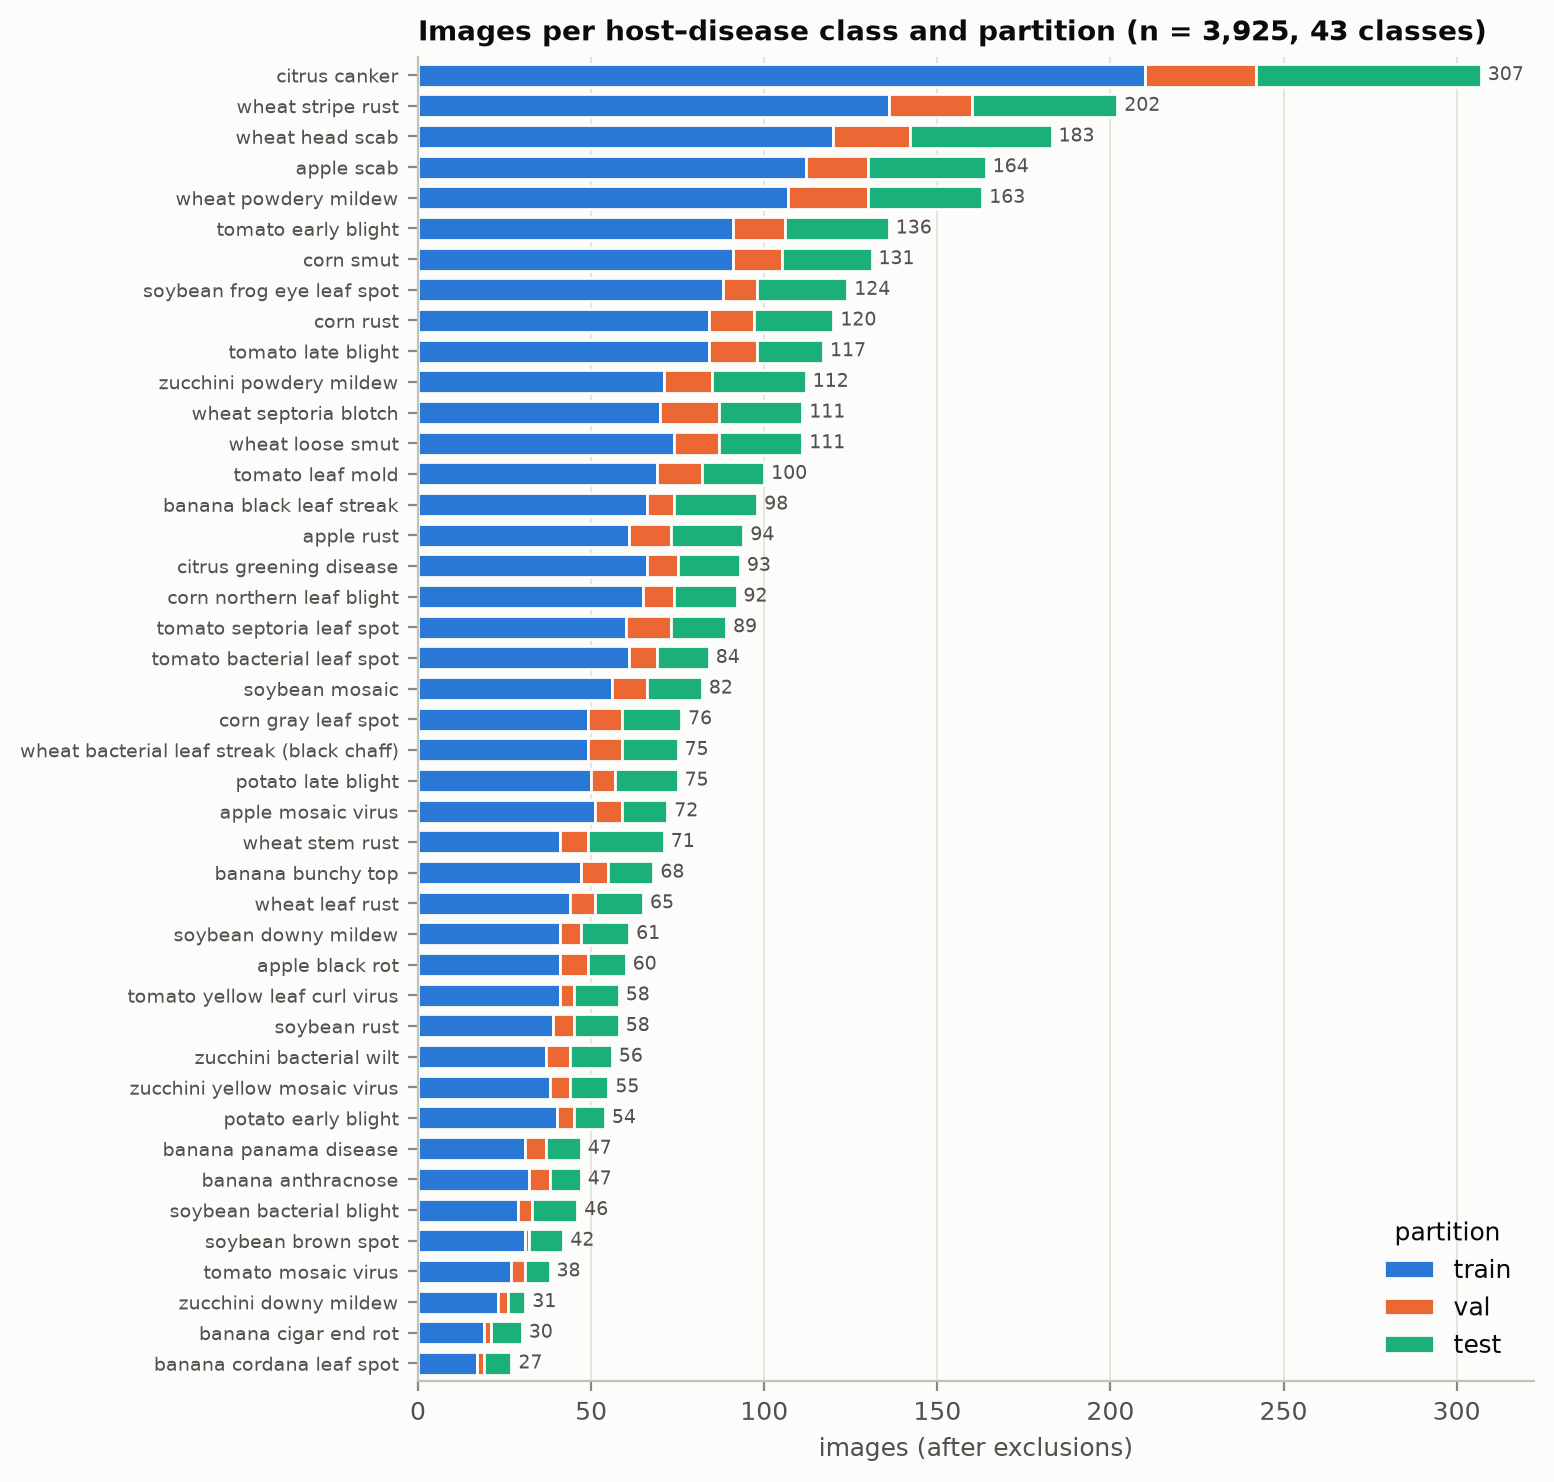 Images per host–disease class and partition (n = 3,925, 43 classes)
citrus canker 307
wheat stripe rust 202
wheat head scab 183
apple scab 164
wheat powdery mildew 163
tomato early blight 136
corn smut 131
soybean frog eye leaf spot 124
corn rust 120
tomato late blight 117
zucchini powdery mildew 112
wheat septoria blotch 111
wheat loose smut 111
tomato leaf mold 100
banana black leaf streak 98
apple rust 94
citrus greening disease 93
corn northern leaf blight 92
tomato septoria leaf spot 89
tomato bacterial leaf spot 84
soybean mosaic 82
corn gray leaf spot 76
wheat bacterial leaf streak (black chaff) 75
potato late blight 75
apple mosaic virus 72
wheat stem rust 71
banana bunchy top 68
wheat leaf rust 65
soybean downy mildew 61
apple black rot 60
tomato yellow leaf curl virus 58
soybean rust 58
zucchini bacterial wilt 56
zucchini yellow mosaic virus 55
potato early blight 54
banana panama disease 47
banana anthracnose 47
soybean bacterial blight 46
soybean brown spot 42
tomato mosaic virus 38
zucchini downy mildew 31
banana cigar end rot 30
banana cordana leaf spot 27
partition
train
val
test
0 50 100 150 200 250 300
images (after exclusions)